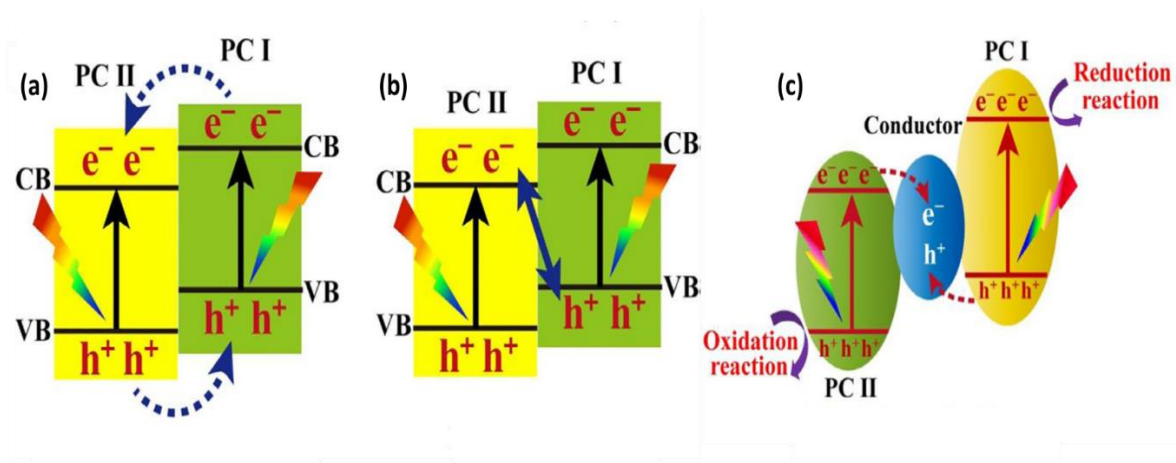 (a)
PC II
PC I
e⁻ e⁻
e⁻ e⁻
CB
CB
VB
VB
h⁺ h⁺
h⁺ h⁺
(b)
PC II
PC I
e⁻ e⁻
e⁻ e⁻
CB
CB
VB
VB
h⁺ h⁺
h⁺ h⁺
(c)
PC I
Reduction
reaction
e⁻ e⁻ e⁻
Conductor
e⁻ e⁻ e⁻
e⁻
h⁺
h⁺ h⁺ h⁺
Oxidation
reaction
h⁺ h⁺ h⁺
PC II